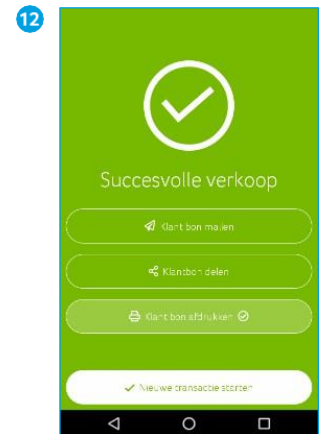 12
Succesvolle verkoop
Klant bon mailen
Klantbon delen
Klant bon afdrukken
Nieuwe transactie starten